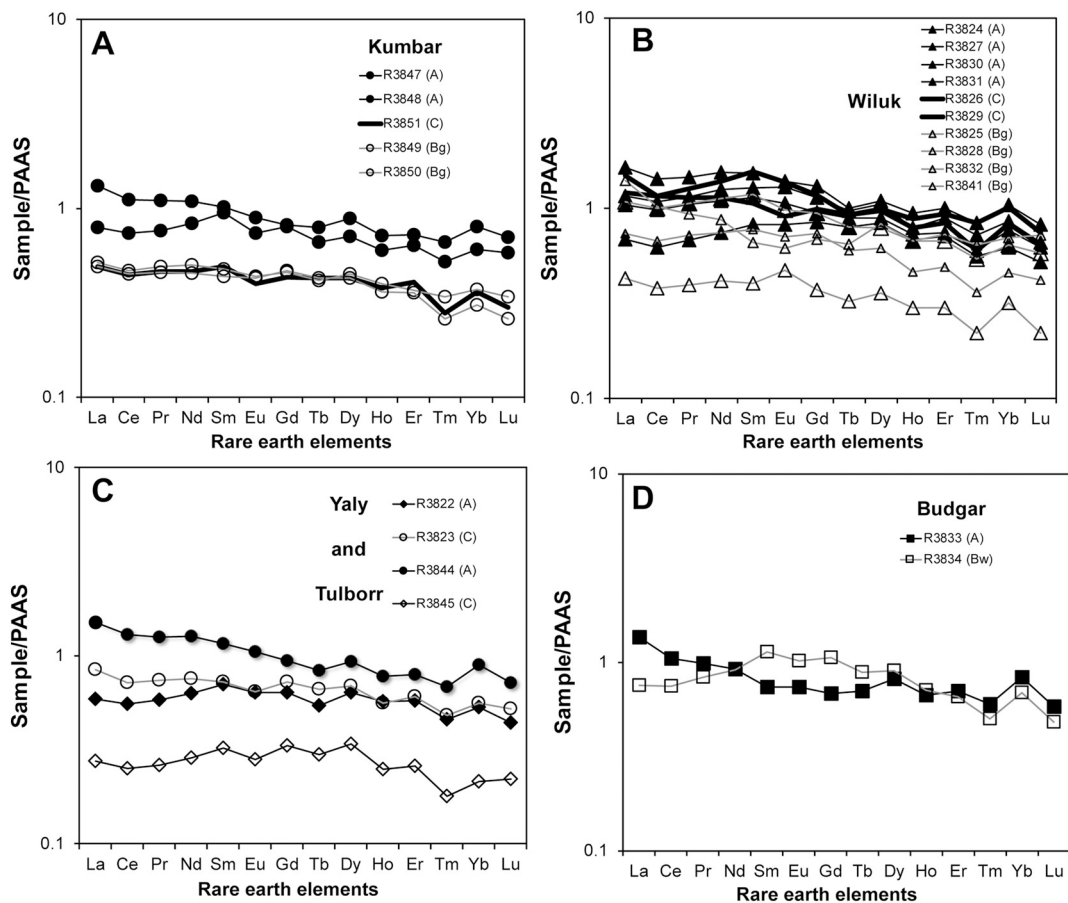 A
Kumbar
R3847 (A)
R3848 (A)
R3851 (C)
R3849 (Bg)
R3850 (Bg)
Sample/PAAS
10
1
0.1
La Ce Pr Nd Sm Eu Gd Tb Dy Ho Er Tm Yb Lu
Rare earth elements
B
Wiluk
R3824 (A)
R3827 (A)
R3830 (A)
R3831 (A)
R3826 (C)
R3829 (C)
R3825 (Bg)
R3828 (Bg)
R3832 (Bg)
R3841 (Bg)
Sample/PAAS
10
1
0.1
La Ce Pr Nd Sm Eu Gd Tb Dy Ho Er Tm Yb Lu
Rare earth elements
C
Yaly
and
Tulborr
R3822 (A)
R3823 (C)
R3844 (A)
R3845 (C)
Sample/PAAS
10
1
0.1
La Ce Pr Nd Sm Eu Gd Tb Dy Ho Er Tm Yb Lu
Rare earth elements
D
Budgar
R3833 (A)
R3834 (Bw)
Sample/PAAS
10
1
0.1
La Ce Pr Nd Sm Eu Gd Tb Dy Ho Er Tm Yb Lu
Rare earth elements